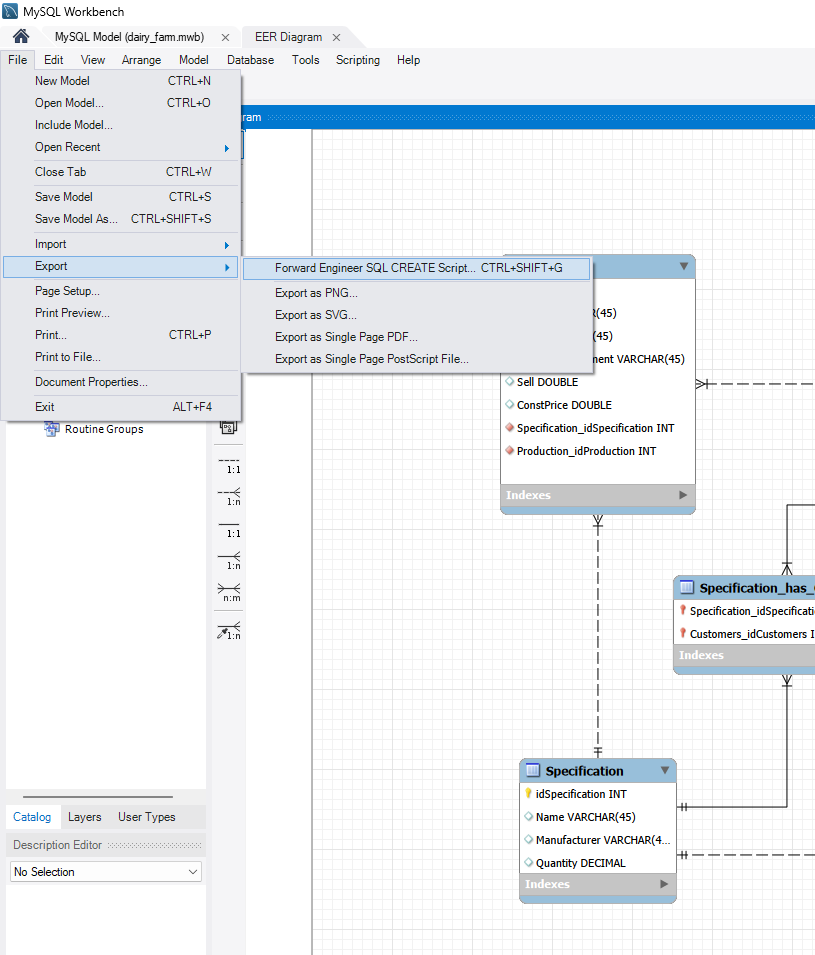 MySQL Workbench
MySQL Model (dairy_farm.mwb)
EER Diagram
File Edit View Arrange Model Database Tools Scripting Help
New Model CTRL+N
Open Model... CTRL+O
Include Model...
Open Recent
Close Tab CTRL+W
Save Model CTRL+S
Save Model As... CTRL+SHIFT+S
Import
Export
Page Setup...
Print Preview...
Print... CTRL+P
Print to File...
Document Properties...
Exit ALT+F4
Forward Engineer SQL CREATE Script... CTRL+SHIFT+G
Export as PNG...
Export as SVG...
Export as Single Page PDF...
Export as Single Page PostScript File...
ram
R(45)
(45)
ment VARCHAR(45)
Sell DOUBLE
ConstPrice DOUBLE
Specification_idSpecification INT
Production_idProduction INT
Indexes
Routine Groups
1:1
1:n
1:1
1:n
n:m
1:n
Specification_has_
Specification_idSpecificati
Customers_idCustomers I
Indexes
Specification
idSpecification INT
Name VARCHAR(45)
Manufacturer VARCHAR(4...
Quantity DECIMAL
Indexes
Catalog Layers User Types
Description Editor
No Selection